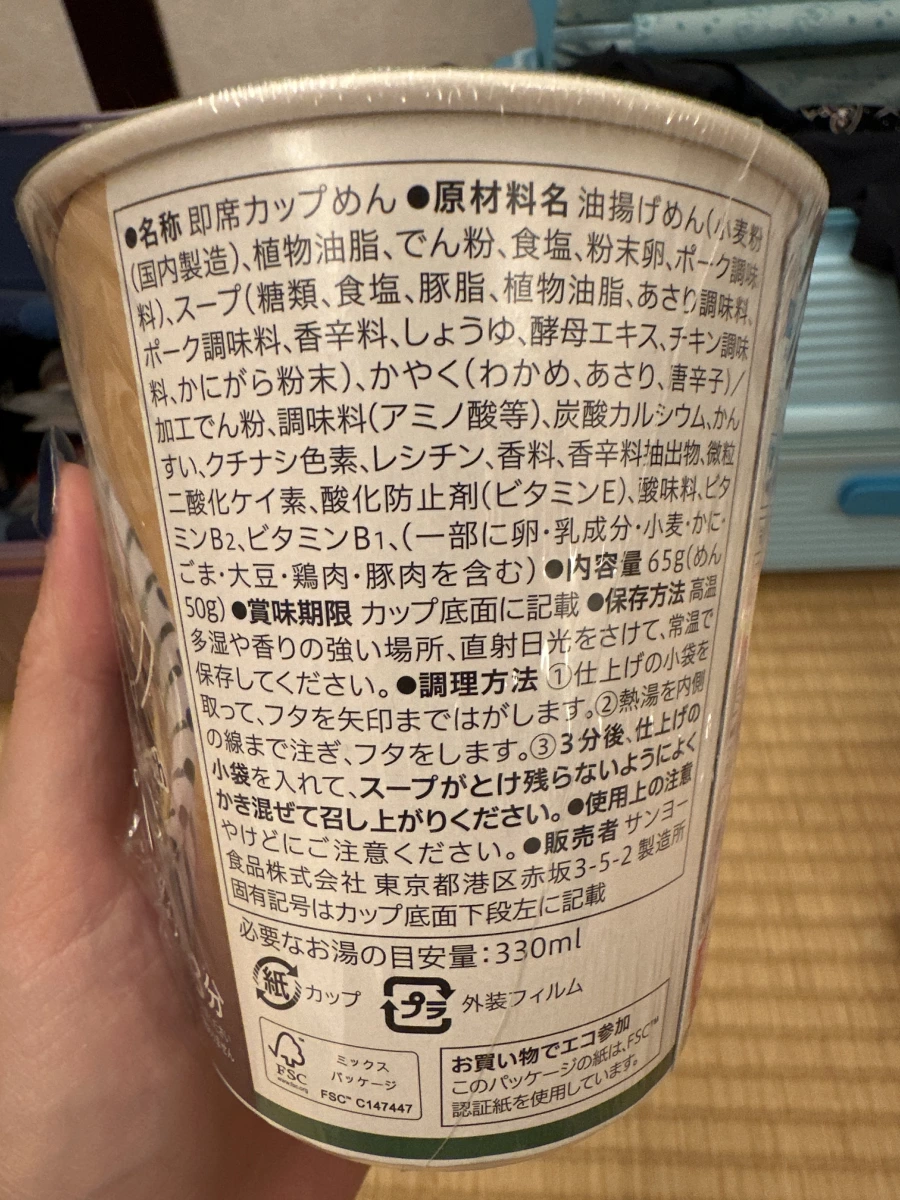 ●名称 即席カップめん ●原材料名 油揚げめん(小麦粉
(国内製造)、植物油脂、でん粉、食塩、粉末卵、ポーク調味
料)、スープ(糖類、食塩、豚脂、植物油脂、あさり調味料、
ポーク調味料、香辛料、しょうゆ、酵母エキス、チキン調味
料、かにがら粉末)、かやく(わかめ、あさり、唐辛子)/
加工でん粉、調味料(アミノ酸等)、炭酸カルシウム、かん
すい、クチナシ色素、レシチン、香料、香辛料抽出物、微粒
二酸化ケイ素、酸化防止剤(ビタミンE)、酸味料、ビタ
ミンB2、ビタミンB1、(一部に卵・乳成分・小麦・かに・
ごま・大豆・鶏肉・豚肉を含む) ●内容量 65g(めん
50g) ●賞味期限 カップ底面に記載 ●保存方法 高温
多湿や香りの強い場所、直射日光をさけて、常温で
保存してください。 ●調理方法 ①仕上げの小袋を
取って、フタを矢印まではがします。②熱湯を内側
の線まで注ぎ、フタをします。③3分後、仕上げの
小袋を入れて、スープがとけ残らないようによく
かき混ぜて召し上がりください。 ●使用上の注意
やけどにご注意ください。 ●販売者 サンヨー
食品株式会社 東京都港区赤坂3-5-2 製造所
固有記号はカップ底面下段左に記載
必要なお湯の目安量:330ml
紙 カップ プラ 外装フィルム
FSC
www.fsc.org
ミックス
パッケージ
FSC™ C147447
お買い物でエコ参加
このパッケージの紙は、FSC™
認証紙を使用しています。
分